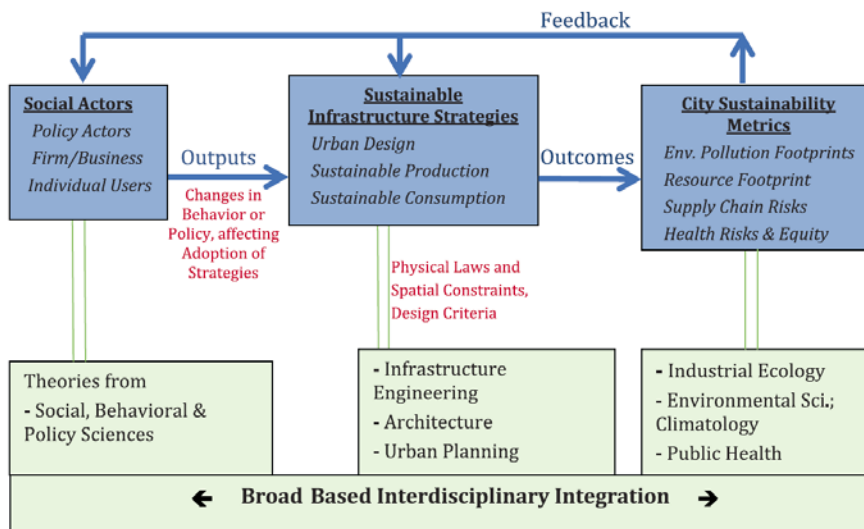 Feedback
Social Actors
Policy Actors
Firm/Business
Individual Users
Outputs
Changes in
Behavior or
Policy, affecting
Adoption of
Strategies
Sustainable
Infrastructure Strategies
Urban Design
Sustainable Production
Sustainable Consumption
Outcomes
City Sustainability
Metrics
Env. Pollution Footprints
Resource Footprint
Supply Chain Risks
Health Risks & Equity
Physical Laws and
Spatial Constraints,
Design Criteria
Theories from
- Social, Behavioral &
Policy Sciences
- Infrastructure
Engineering
- Architecture
- Urban Planning
- Industrial Ecology
- Environmental Sci.;
Climatology
- Public Health
Broad Based Interdisciplinary Integration